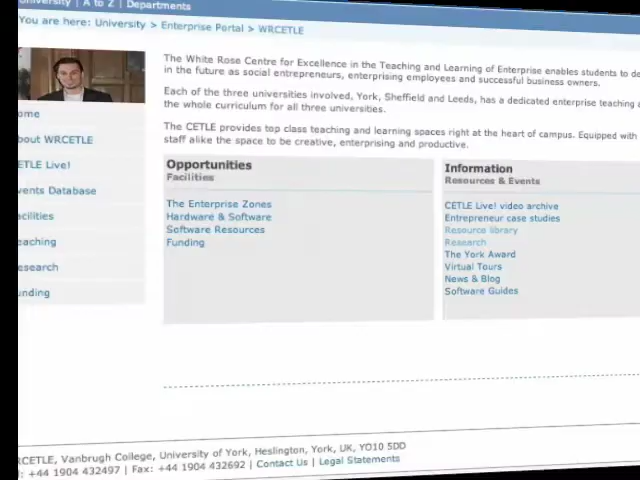 University | A to Z | Departments
You are here: University > Enterprise Portal > WRCETLE
The White Rose Centre for Excellence in the Teaching and Learning of Enterprise enables students to
in the future as social entrepreneurs, enterprising employees and successful business owners.
Each of the three universities involved, York, Sheffield and Leeds, has a dedicated enterprise teaching
the whole curriculum for all three universities.
The CETLE provides top class teaching and learning spaces right at the heart of campus. Equipped with
staff alike the space to be creative, enterprising and productive.
ome
bout WRCETLE
ETLE Live!
vents Database
acilities
eaching
esearch
unding
Opportunities
Facilities
The Enterprise Zones
Hardware & Software
Software Resources
Funding
Information
Resources & Events
CETLE Live! video archive
Entrepreneur case studies
Resource library
Research
The York Award
Virtual Tours
News & Blog
Software Guides
RCETLE, Vanbrugh College, University of York, Heslington, York, UK, YO10 5DD
: +44 1904 432497 | Fax: +44 1904 432692 | Contact Us | Legal Statements